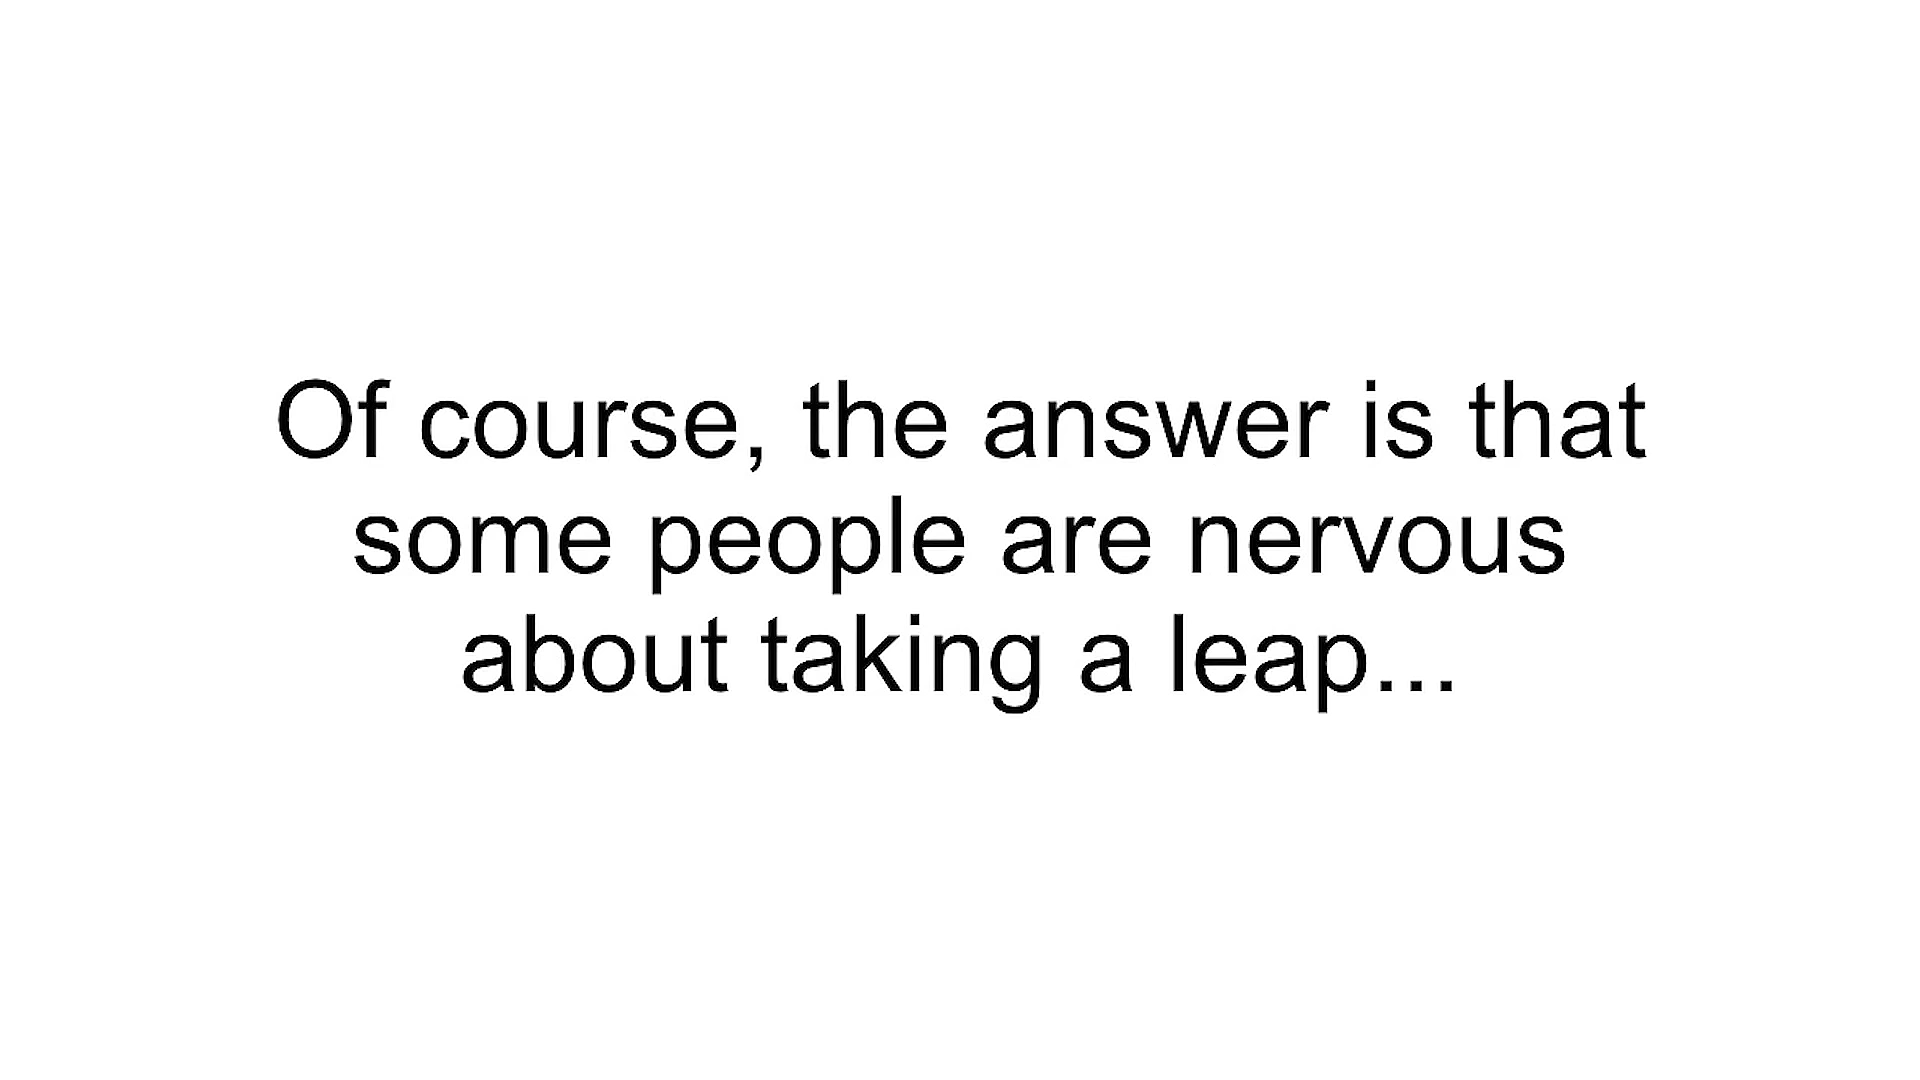 Of course, the answer is that
some people are nervous
about taking a leap...